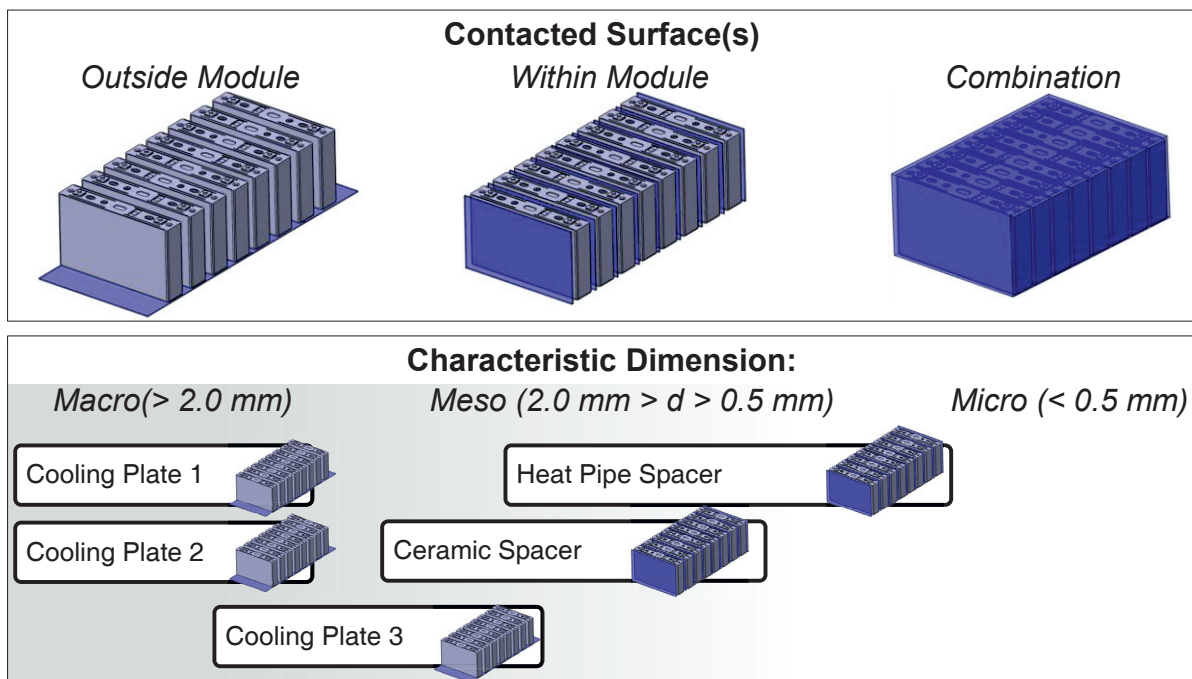 Contacted Surface(s)
Outside Module
Within Module
Combination
Characteristic Dimension:
Macro(> 2.0 mm)
Meso (2.0 mm > d > 0.5 mm)
Micro (< 0.5 mm)
Cooling Plate 1
Heat Pipe Spacer
Cooling Plate 2
Ceramic Spacer
Cooling Plate 3